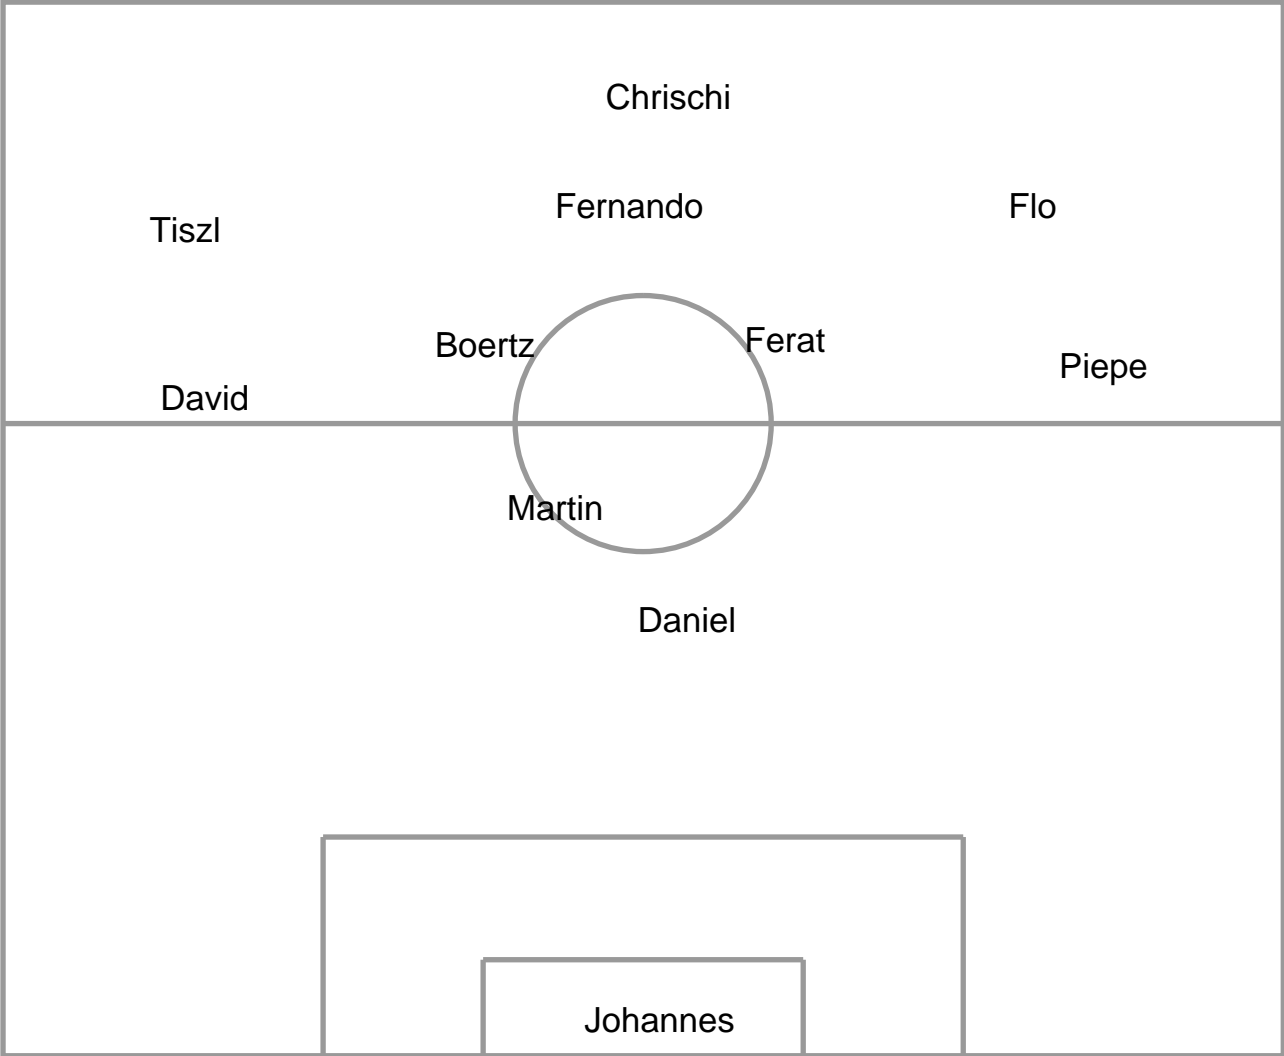 Chrischi
Tiszl
Fernando
Flo
Boertz
Ferat
Piepe
David
Martin
Daniel
Johannes